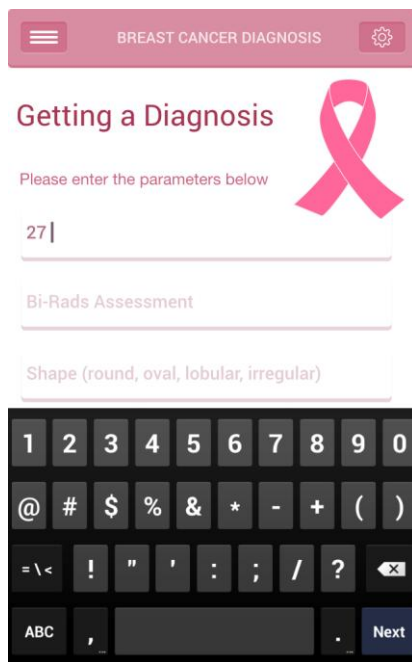 BREAST CANCER DIAGNOSIS
Getting a Diagnosis
Please enter the parameters below
27
Bi-Rads Assessment
Shape (round, oval, lobular, irregular)
1 2 3 4 5 6 7 8 9 0
@ # $ % & * - + ( )
= \ < ! " ' : ; / ?
ABC , . Next